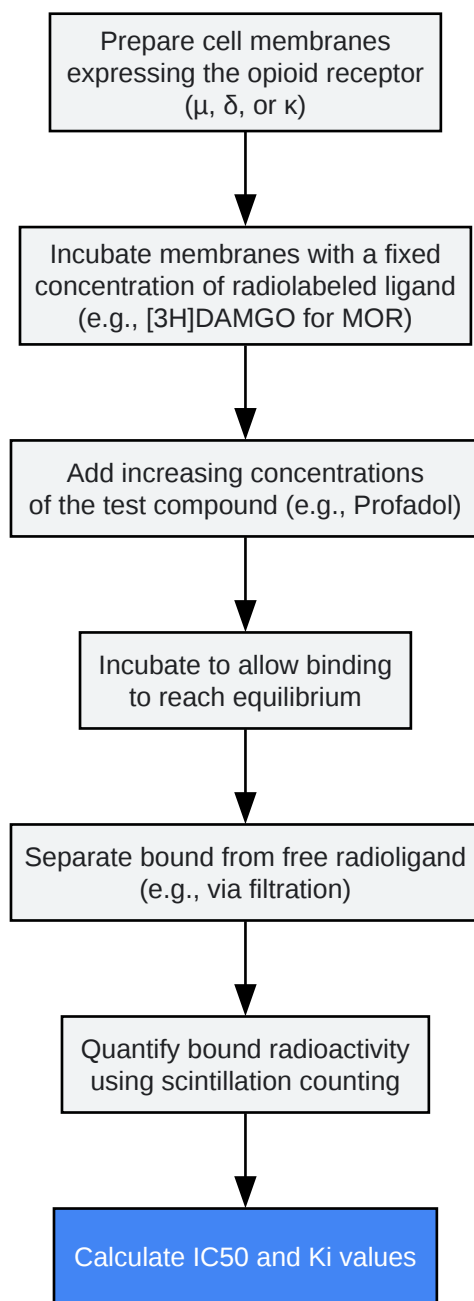 Prepare cell membranes
expressing the opioid receptor
(μ, δ, or κ)
Incubate membranes with a fixed
concentration of radiolabeled ligand
(e.g., [3H]DAMGO for MOR)
Add increasing concentrations
of the test compound (e.g., Profadol)
Incubate to allow binding
to reach equilibrium
Separate bound from free radioligand
(e.g., via filtration)
Quantify bound radioactivity
using scintillation counting
Calculate IC50 and Ki values